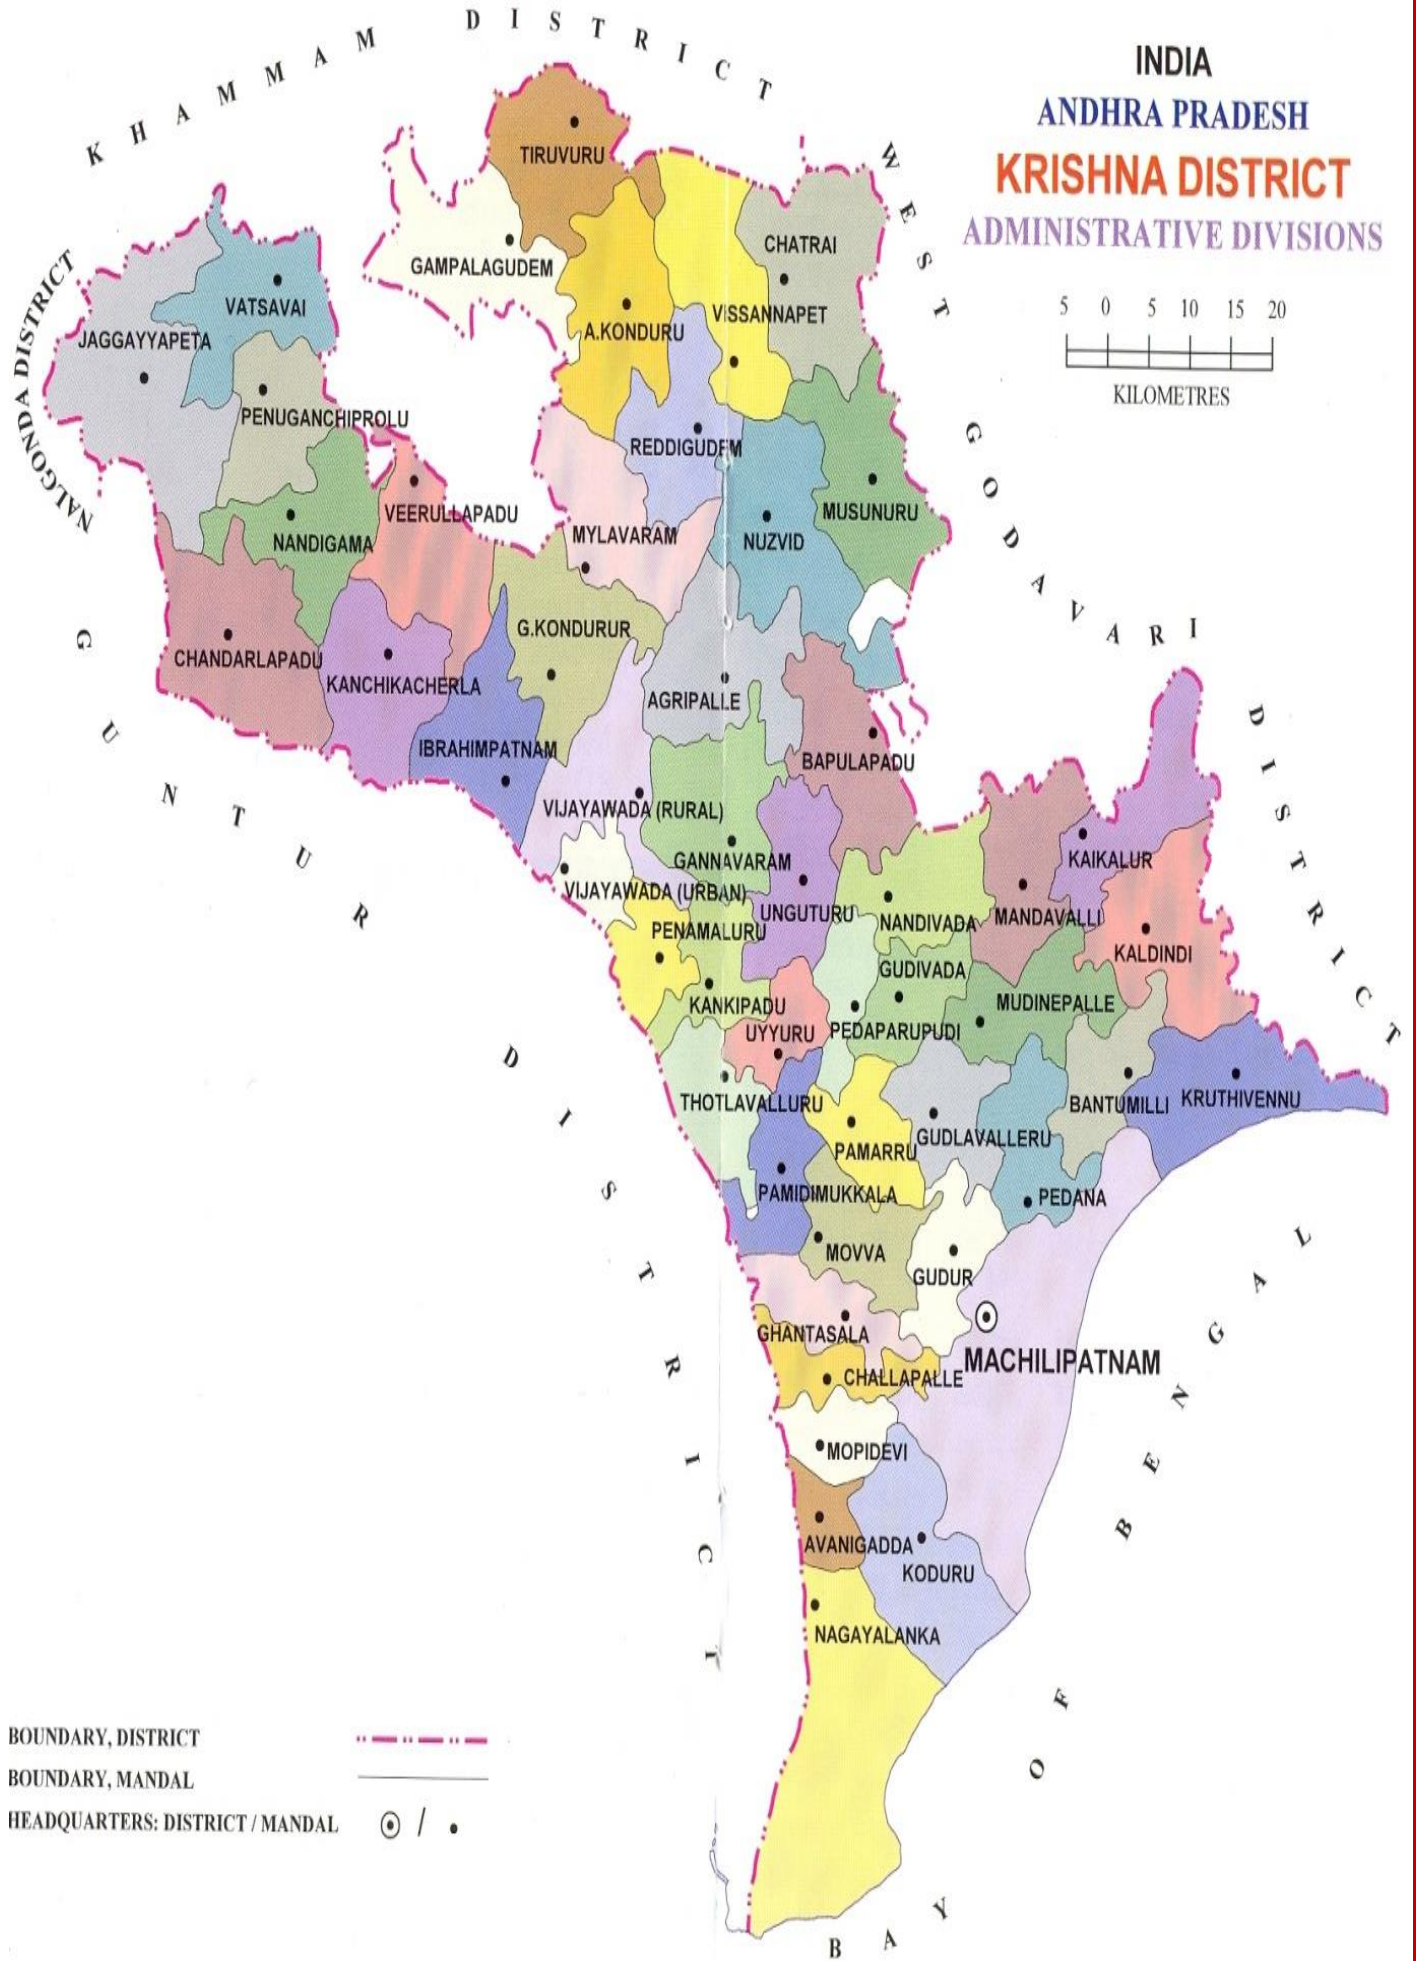 INDIA
ANDHRA PRADESH
KRISHNA DISTRICT
ADMINISTRATIVE DIVISIONS
5 0 5 10 15 20
KILOMETRES
KHAMMAM DISTRICT
WEST GODAVARI DISTRICT
NALGONDA DISTRICT
GUNTUR DISTRICT
BAY OF BENGAL
TIRUVURU
GAMPALAGUDEM
CHATRAI
VATSAVAI
VISSANNAPET
A.KONDURU
JAGGAYYAPETA
PENUGANCHIPROLU
REDDIGUDEM
VEERULLAPADU
MUSUNURU
MYLAVARAM
NUZVID
NANDIGAMA
G.KONDURUR
CHANDARLAPADU
KANCHIKACHERLA
AGRIPALLE
IBRAHIMPATNAM
BAPULAPADU
VIJAYAWADA (RURAL)
GANNAVARAM
KAIKALUR
VIJAYAWADA (URBAN)
UNGUTURU
NANDIVADA
MANDAVALLI
PENAMALURU
KALDINDI
GUDIVADA
KANKIPADU
MUDINEPALLE
UYYURU
PEDAPARUPUDI
THOTLAVALLURU
BANTUMILLI
KRUTHIVENNU
GUDLAVALLERU
PAMARRU
PAMIDIMUKKALA
PEDANA
MOVVA
GUDUR
GHANTASALA
MACHILIPATNAM
CHALLAPALLE
MOPIDEVI
AVANIGADDA
KODURU
NAGAYALANKA
BOUNDARY, DISTRICT
BOUNDARY, MANDAL
HEADQUARTERS: DISTRICT / MANDAL /